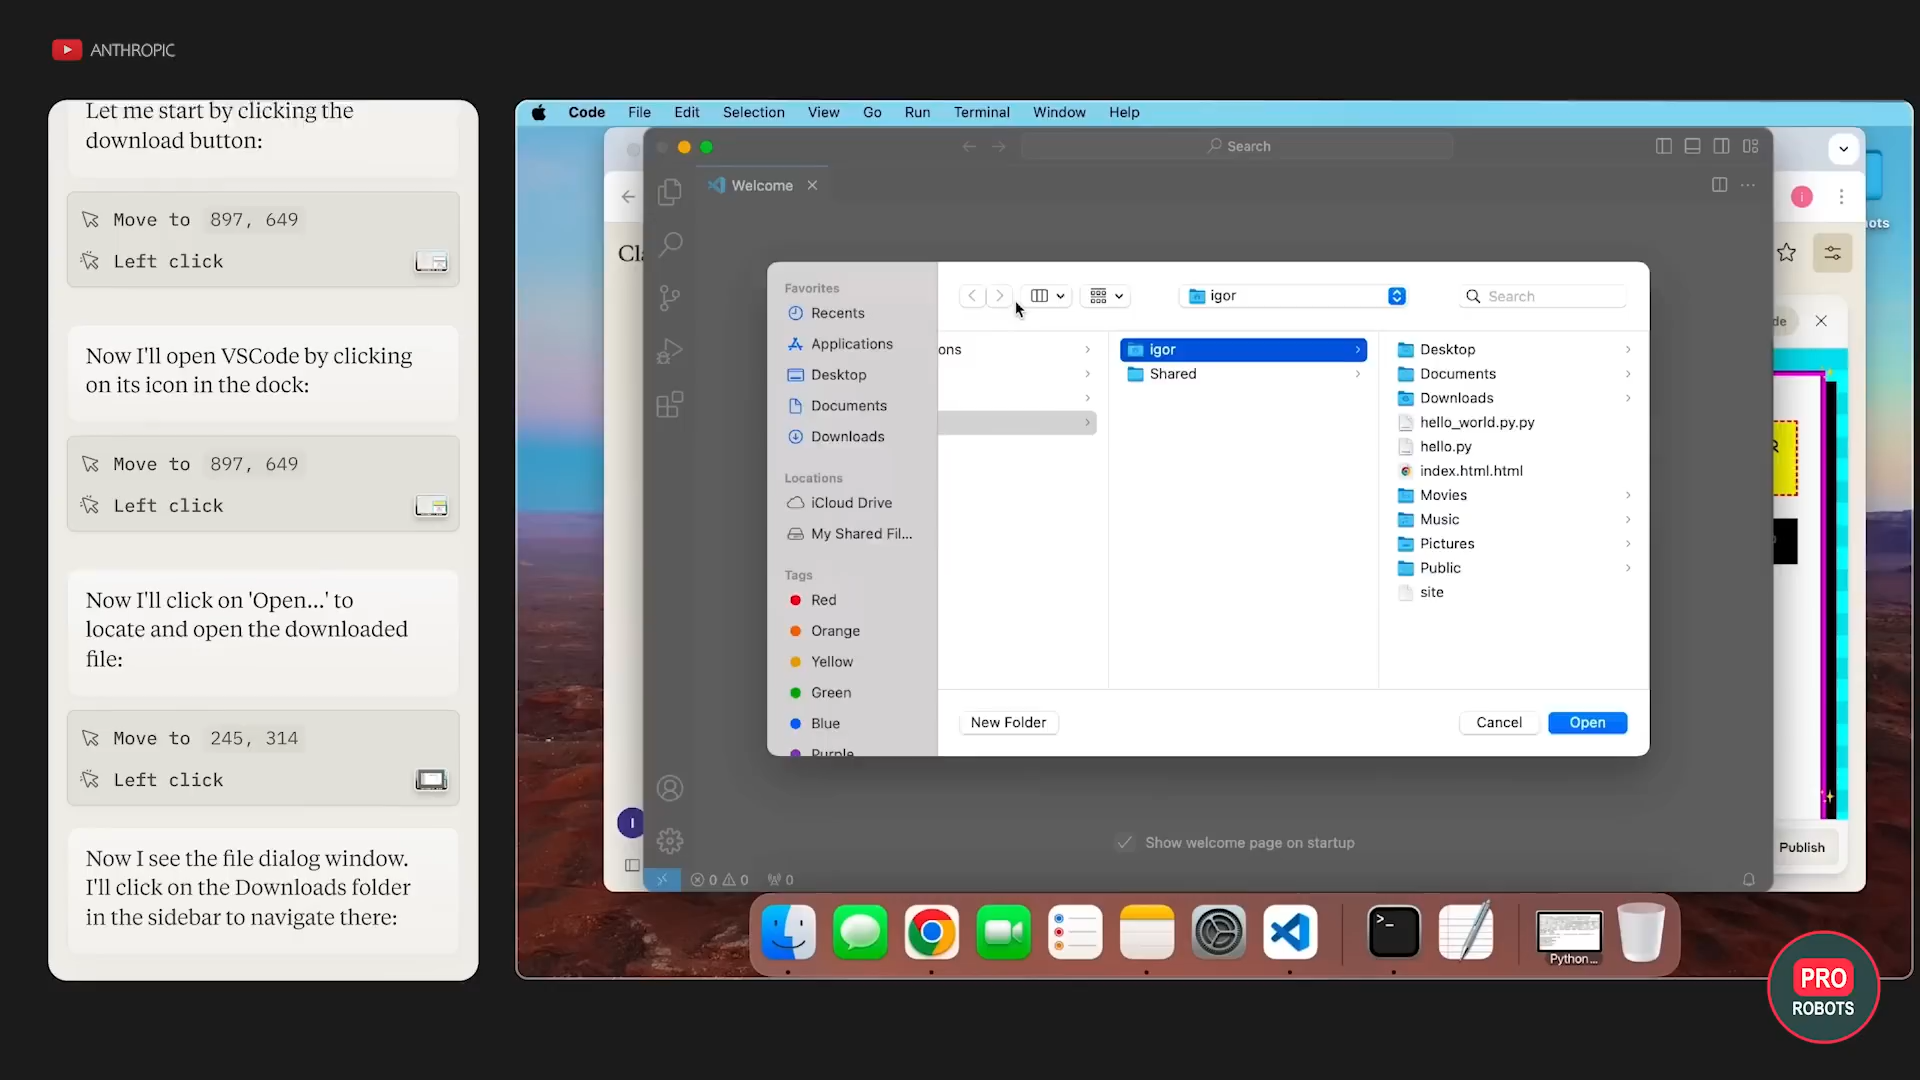 ANTHROPIC
Let me start by clicking the
download button:
Move to 897, 649
Left click
Now I'll open VSCode by clicking
on its icon in the dock:
Move to 897, 649
Left click
Now I'll click on 'Open...' to
locate and open the downloaded
file:
Move to 245, 314
Left click
Now I see the file dialog window.
I'll click on the Downloads folder
in the sidebar to navigate there:
Code File Edit Selection View Go Run Terminal Window Help
Search
Welcome
Cla
ots
de
Favorites
Recents
Applications
Desktop
Documents
Downloads
Locations
iCloud Drive
My Shared Fil...
Tags
Red
Orange
Yellow
Green
Blue
Purple
igor
Search
ons
igor
Shared
Desktop
Documents
Downloads
hello_world.py.py
hello.py
index.html.html
Movies
Music
Pictures
Public
site
New Folder
Cancel
Open
I
Show welcome page on startup
Publish
0 0 0
Python...
PRO
ROBOTS